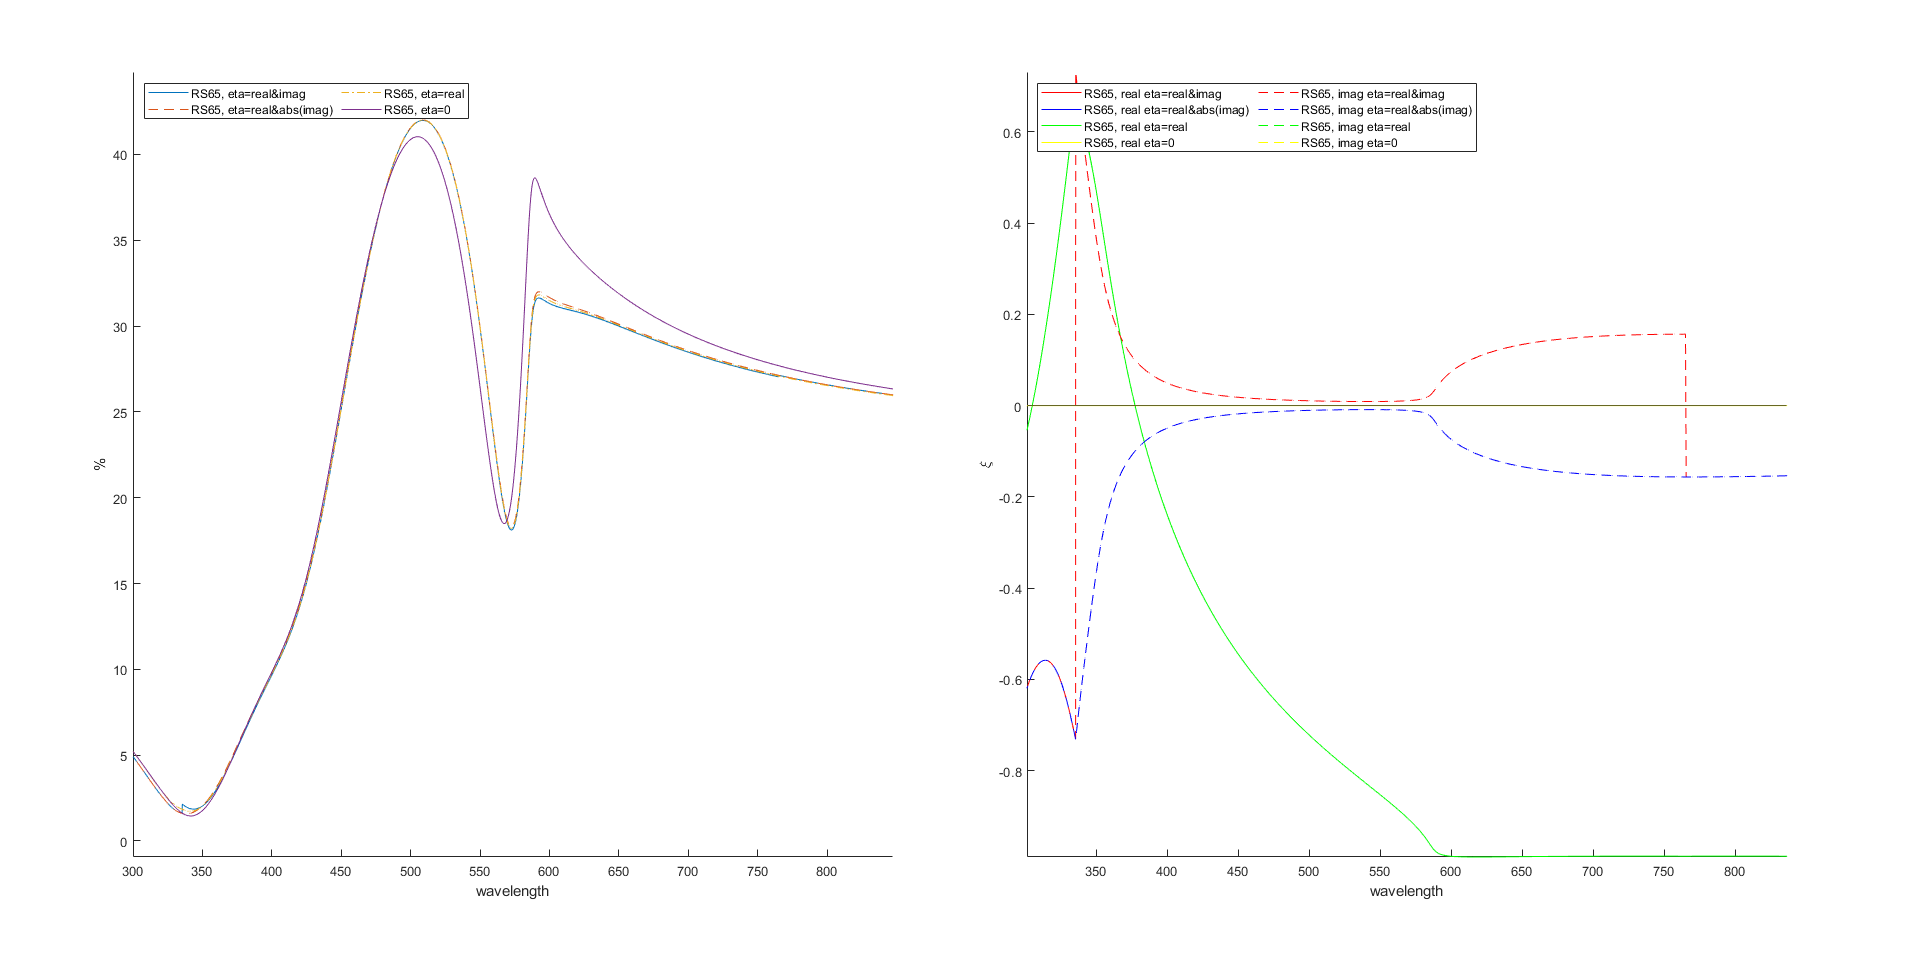 RS65, eta=real&imag
RS65, eta=real&abs(imag)
RS65, eta=real
RS65, eta=0
40
35
30
25
20
15
10
5
0
%
300 350 400 450 500 550 600 650 700 750 800
wavelength
RS65, real eta=real&imag
RS65, real eta=real&abs(imag)
RS65, real eta=real
RS65, real eta=0
RS65, imag eta=real&imag
RS65, imag eta=real&abs(imag)
RS65, imag eta=real
RS65, imag eta=0
0.6
0.4
0.2
0
-0.2
-0.4
-0.6
-0.8
ξ
350 400 450 500 550 600 650 700 750 800
wavelength